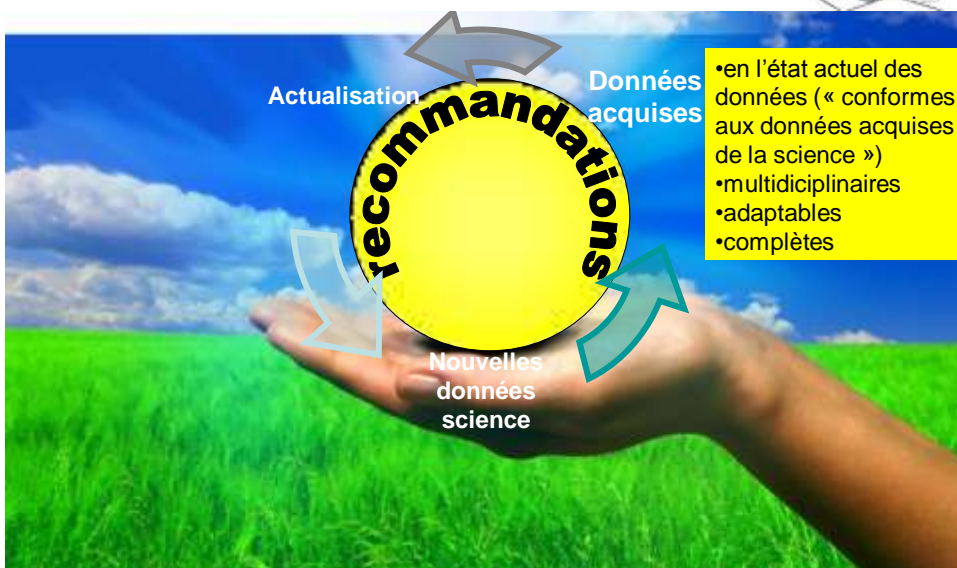 Actualisation
recommandations
Données
acquises
•en l’état actuel des
données (« conformes
aux données acquises
de la science »)
•multidiciplinaires
•adaptables
•complètes
Nouvelles
données
science